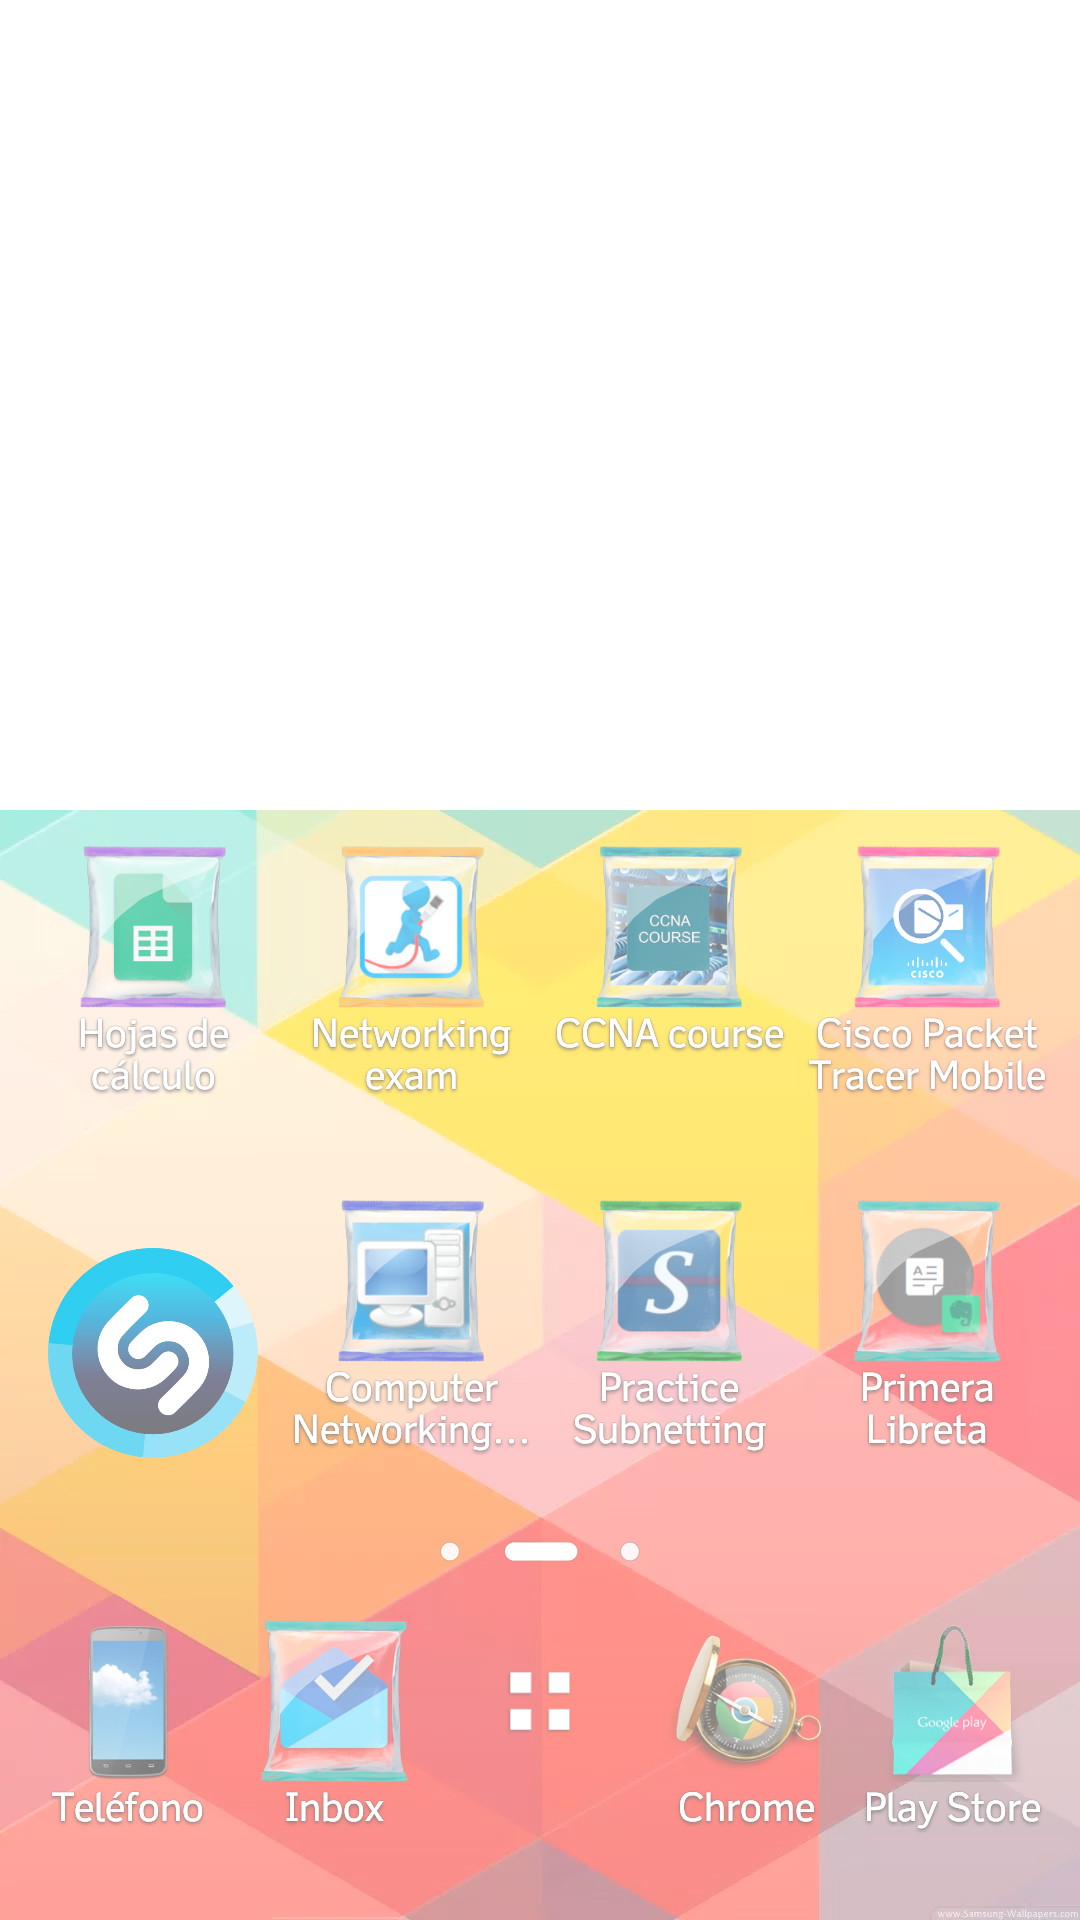 CCNA
COURSE
CISCO
Hojas de
cálculo
Networking
exam
CCNA course
Cisco Packet
Tracer Mobile
S
A
Computer
Networking...
Practice
Subnetting
Primera
Libreta
Google play
Teléfono
Inbox
Chrome
Play Store
www.Samsung-Wallpapers.com